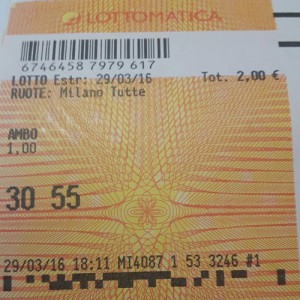 LOTTOMATICA
6746458 7979 617
LOTTO Estr: 29/03/16 Tot. 2,00 €
RUOTE: Milano Tutte
AMBO
1,00
30 55
29/03/16 18:11 MI4087 1 53 3246 #1